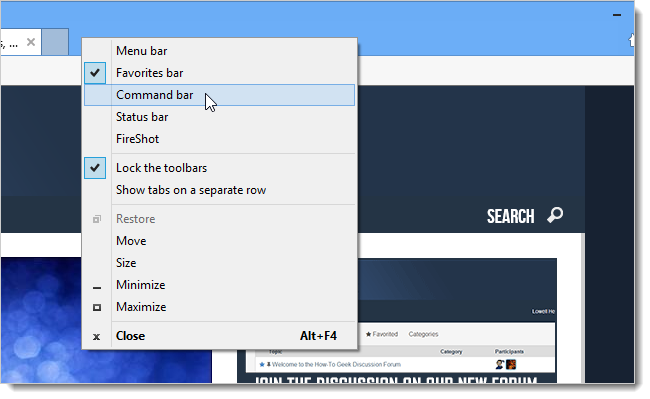 s, ...
Menu bar
Favorites bar
Command bar
Status bar
FireShot
Lock the toolbars
Show tabs on a separate row
Restore
Move
Size
Minimize
Maximize
Close Alt+F4
SEARCH
Lowell He
Favorited Categories
Topic Category Participants
Welcome to the How-To Geek Discussion Forum
JOIN THE DISCUSSION ON OUR NEW FORUM